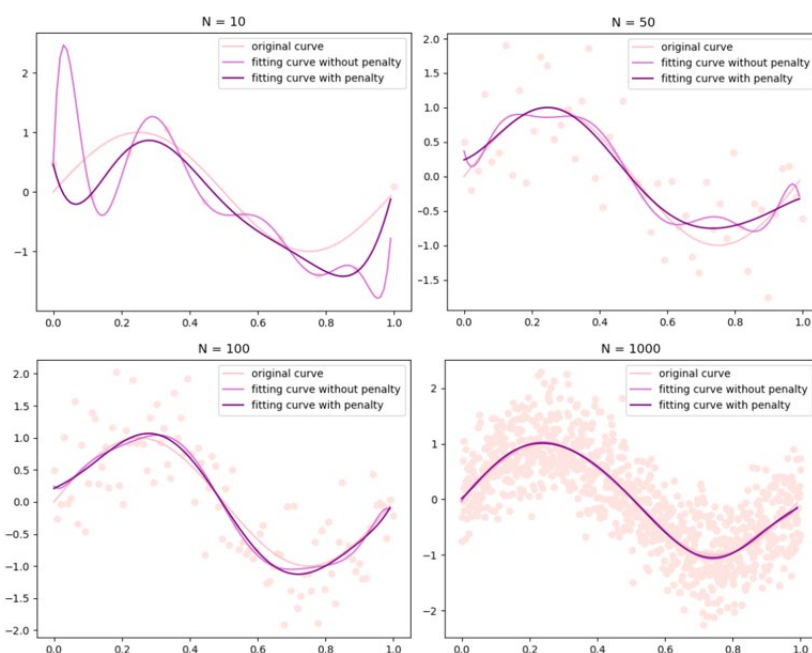 N = 10
original curve
fitting curve without penalty
fitting curve with penalty
2
1
0
−1
0.0 0.2 0.4 0.6 0.8 1.0
N = 50
original curve
fitting curve without penalty
fitting curve with penalty
2.0
1.5
1.0
0.5
0.0
−0.5
−1.0
−1.5
0.0 0.2 0.4 0.6 0.8 1.0
N = 100
original curve
fitting curve without penalty
fitting curve with penalty
2.0
1.5
1.0
0.5
0.0
−0.5
−1.0
−1.5
−2.0
0.0 0.2 0.4 0.6 0.8 1.0
N = 1000
original curve
fitting curve without penalty
fitting curve with penalty
2
1
0
−1
−2
0.0 0.2 0.4 0.6 0.8 1.0